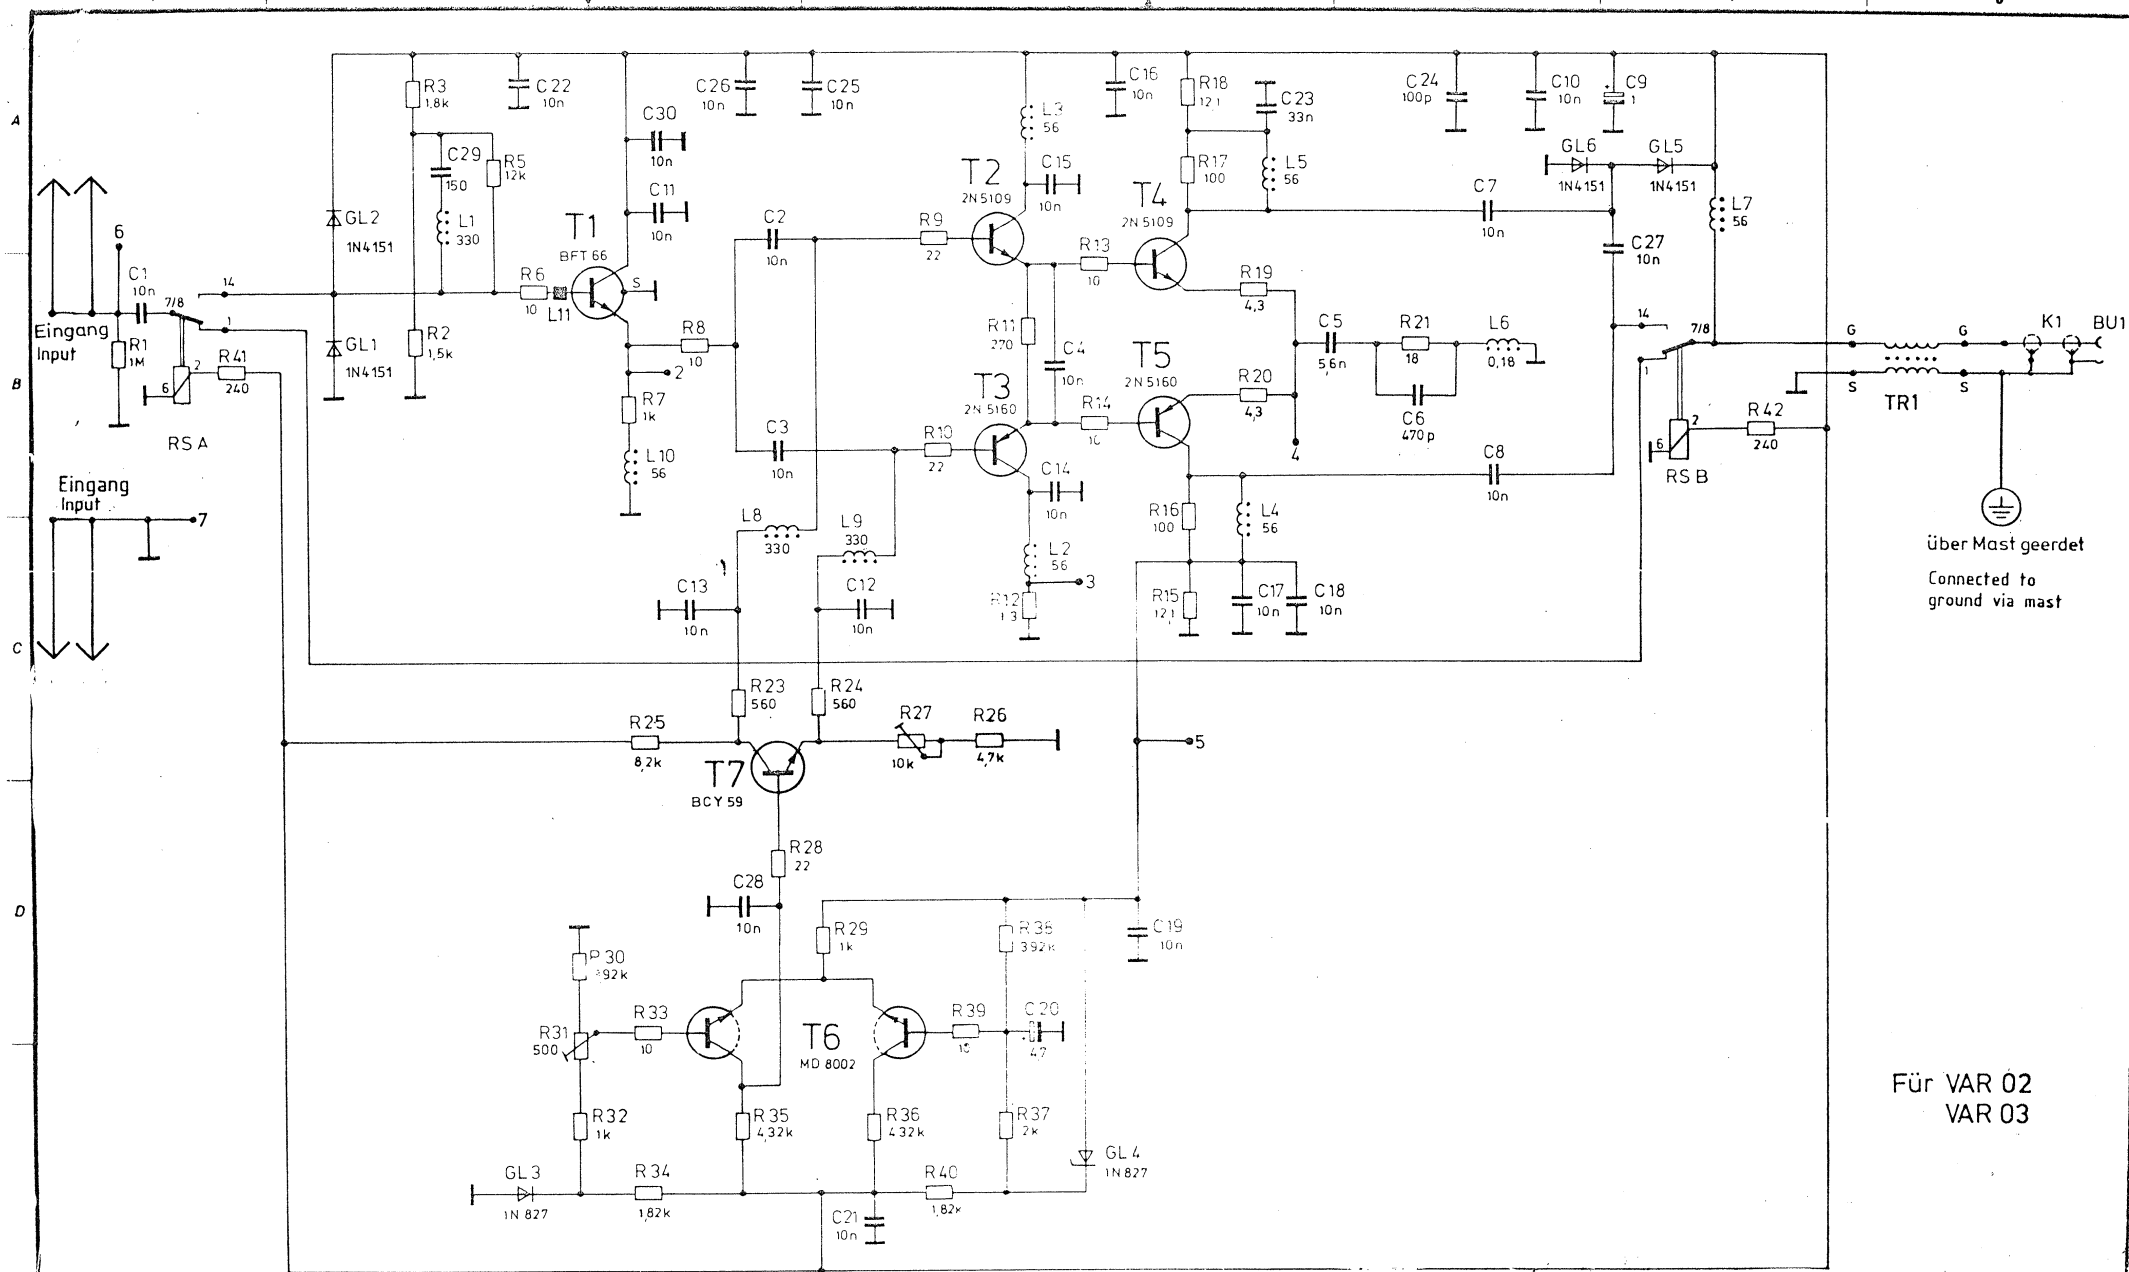 A
B
C
D
R3
1,8k
C22
10n
C26
10n
C25
10n
C16
10n
R18
12,1
C23
33n
C24
100p
C10
10n
C9
1
C30
10n
L3
56
C29
150
R5
12k
C11
10n
T2
2N 5109
C15
10n
R17
100
L5
56
GL6
1N4151
GL5
1N4151
6
GL2
1N4151
L1
330
T1
BFT 66
C2
10n
R9
22
T4
2N 5109
C7
10n
L7
56
C1
10n
7/8
14
1
R6
10
L11
S
R13
10
R19
4,3
C27
10n
Eingang
Input
R1
1M
2
6
R41
240
RS A
GL1
1N4151
R2
1,5k
R8
10
2
R7
1k
R11
270
C4
10n
C5
5,6n
R21
18
L6
0,18
C6
470p
14
7/8
1
G
G
K1
BU1
S
S
TR1
T3
2N 5160
T5
2N 5160
R20
4,3
R14
10
4
C3
10n
R10
22
L10
56
C14
10n
C8
10n
2
6
R42
240
RS B
Eingang
Input
7
L8
330
L9
330
L2
56
3
R16
100
L4
56
über Mast geerdet
Connected to
ground via mast
C13
10n
C12
10n
R12
R15
12,1
C17
10n
C18
10n
R23
560
R24
560
R25
8,2k
R27
10k
R26
4,7k
5
T7
BCY 59
R28
22
C28
10n
R29
1k
3,92k
C19
10n
R31
500
R33
10
T6
MD 8002
R39
10
C20
4,7
R32
1k
R35
4,32k
R36
4,32k
R37
2k
GL3
1N 827
R34
1,82k
C21
10n
R40
1,82k
GL4
1N827
Für VAR 02
VAR 03